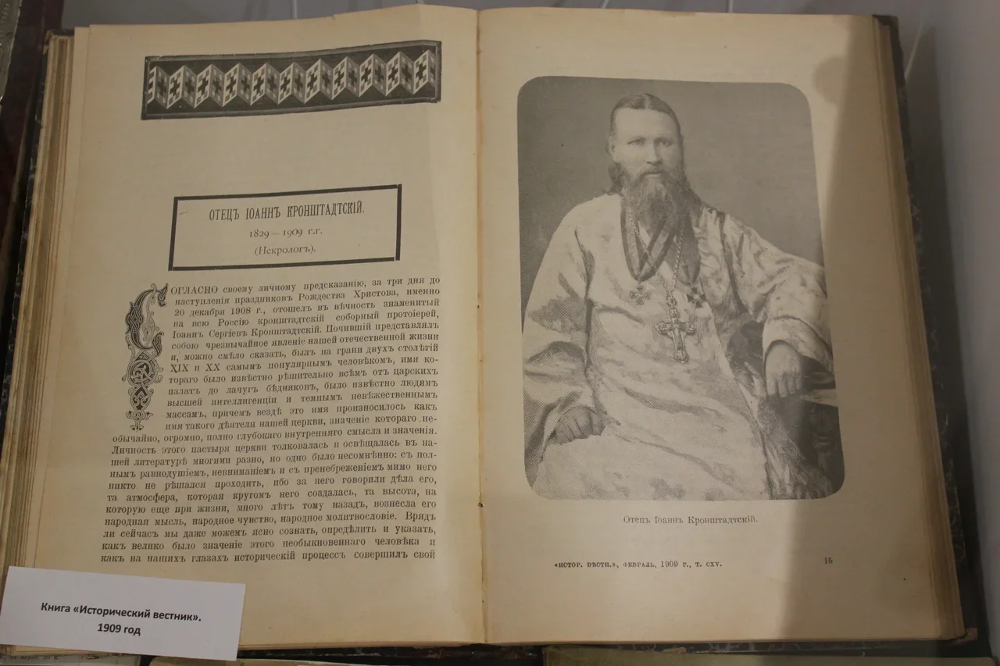 ОТЕЦЪ ІОАННЪ КРОНШТАДТСКІЙ.
1829—1909 г.г.
(Некрологъ).
СОГЛАСНО своему личному предсказанію, за три дня до
наступленія праздниковъ Рождества Христова, именно
20 декабря 1908 г., отошелъ въ вѣчность знаменитый
на всю Россію кронштадтскій соборный протоіерей,
Іоаннъ Сергіевъ Кронштадтскій. Почившій представлялъ
собою чрезвычайное явленіе нашей отечественной жизни
и, можно смѣло сказать, былъ на грани двухъ столѣтій
XIX и XX самымъ популярнымъ человѣкомъ, имя ко-
тораго было извѣстно рѣшительно всѣмъ отъ царскихъ
палатъ до лачугъ бѣдняковъ, было извѣстно людямъ
высшей интеллигенціи и темнымъ невѣжественнымъ
массамъ, причемъ вездѣ это имя произносилось какъ
имя такого дѣятеля нашей церкви, значеніе котораго не-
обычайно, огромно, полно глубокаго внутренняго смысла и значенія.
Личность этого пастыря церкви толковалась и освѣщалась въ на-
шей литературѣ многими разно, но одно было несомнѣнно: съ пол-
нымъ равнодушіемъ, невниманіемъ и съ пренебреженіемъ мимо него
никто не рѣшался проходить, ибо за него говорили дѣла его,
та атмосфера, которая кругомъ него создалась, та высота, на
которую еще при жизни, много лѣтъ тому назадъ, вознесла его
народная мысль, народное чувство, народное молитвословіе. Врядъ
ли сейчасъ мы даже можемъ ясно сознать, опредѣлить и указать,
какъ велико было значеніе этого необыкновеннаго человѣка и
какъ на нашихъ глазахъ историческій процессъ совершилъ свой
Отецъ Іоаннъ Кронштадтскій.
«ИСТОР. ВѢСТН.», ФЕВРАЛЬ, 1909 Г., Т. CXV.
15
Книга «Исторический вестник».
1909 год